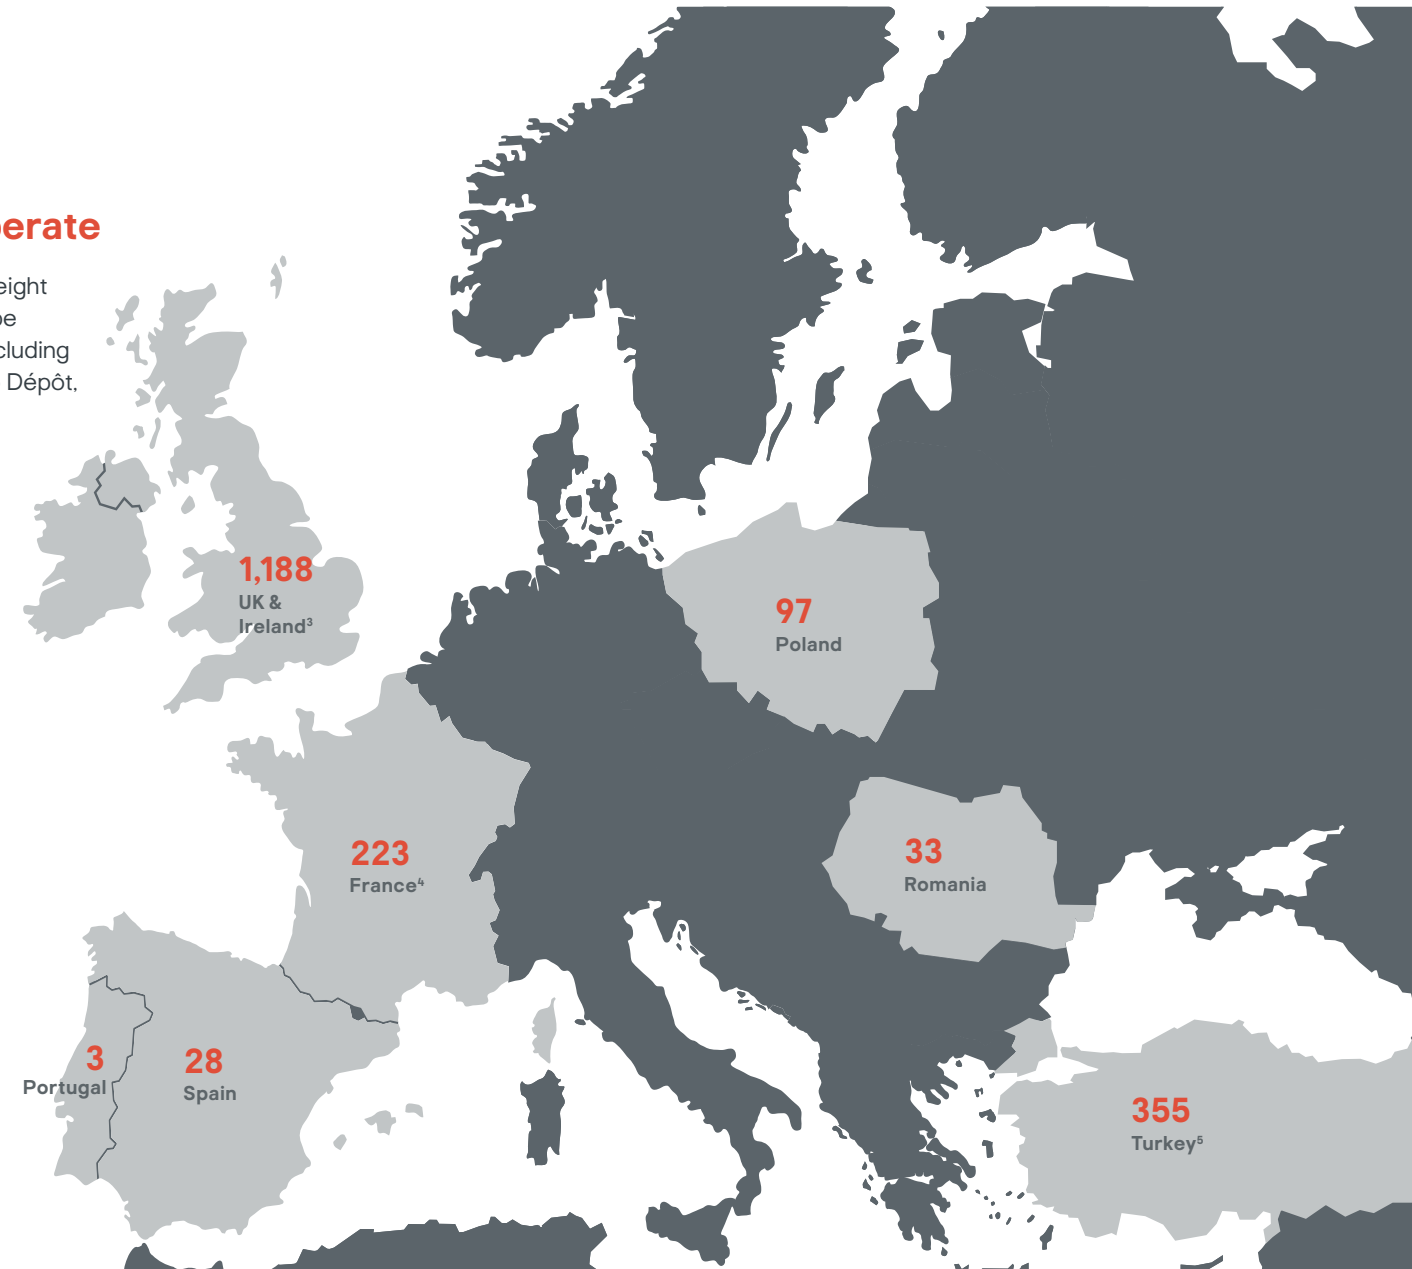 erate
eight
cluding
Dépôt,
1,188
UK &
Ireland³
97
Poland
223
France⁴
33
Romania
3
Portugal
28
Spain
355
Turkey⁵